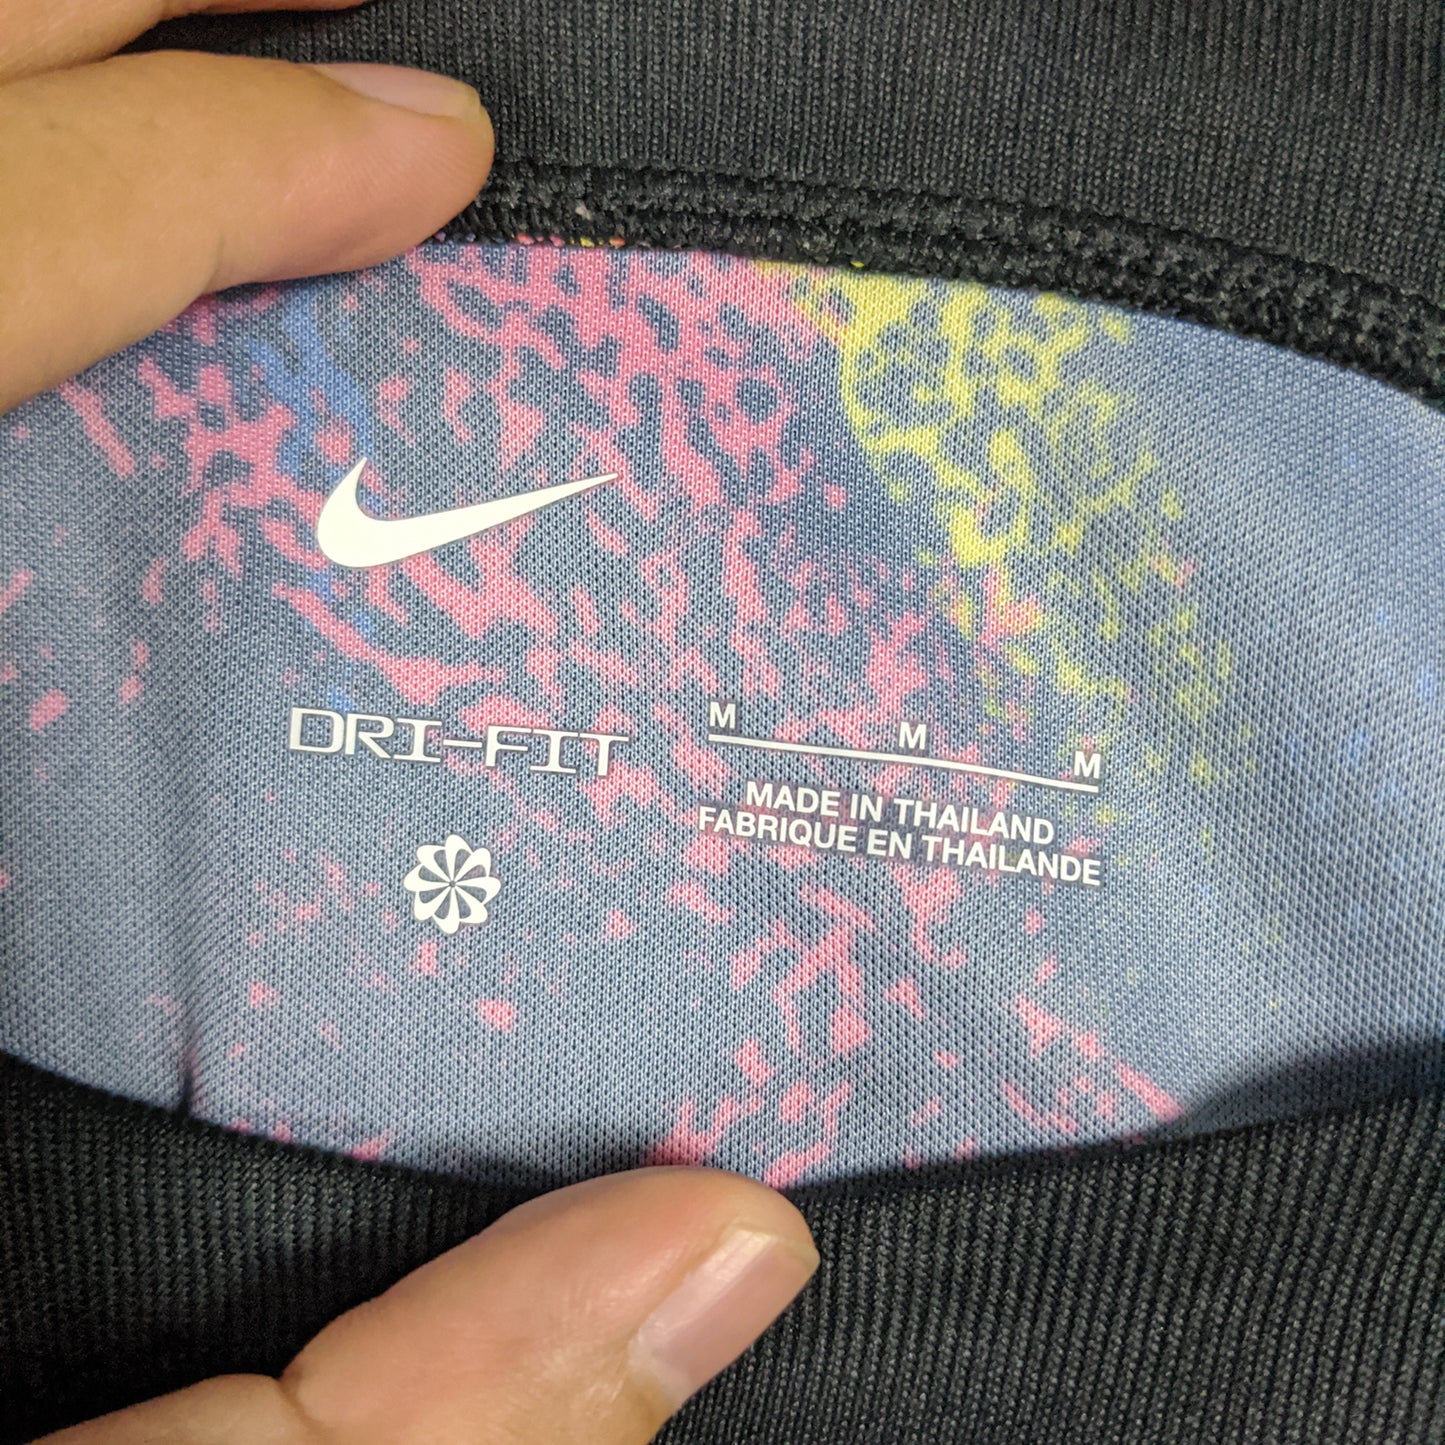 DRI-FIT
M M M
MADE IN THAILAND
FABRIQUE EN THAILANDE